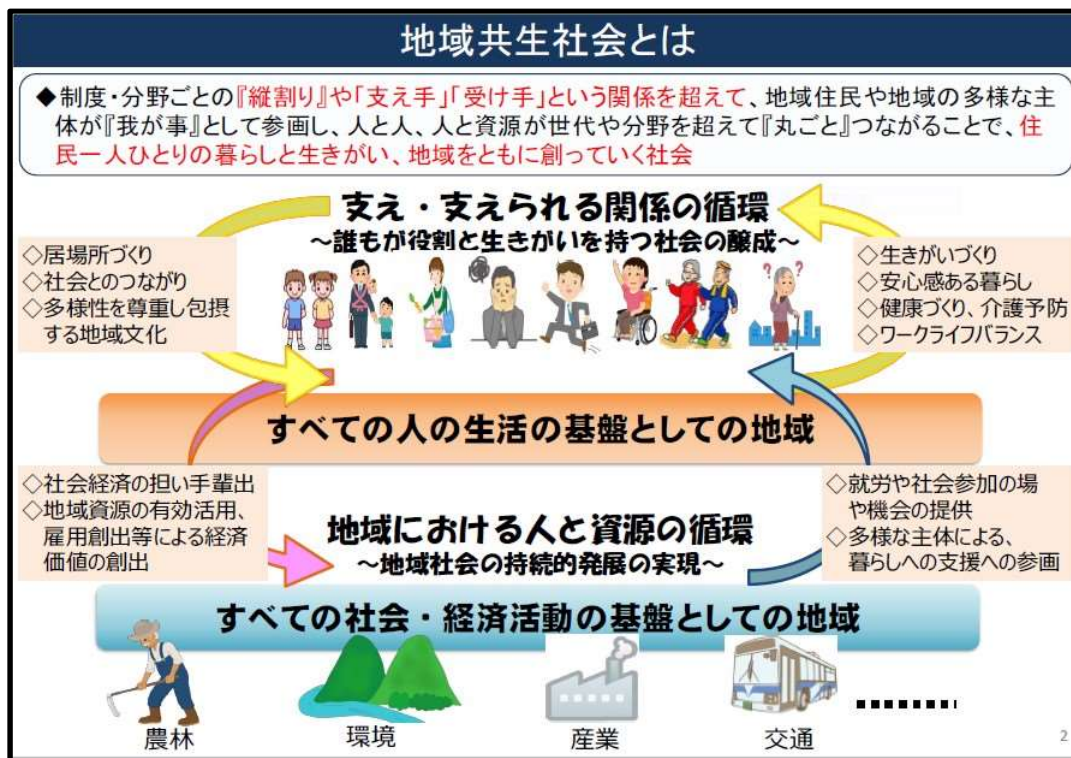 地域共生社会とは
◆制度・分野ごとの『縦割り』や「支え手」「受け手」という関係を超えて、地域住民や地域の多様な主
体が『我が事』として参画し、人と人、人と資源が世代や分野を超えて『丸ごと』つながることで、住
民一人ひとりの暮らしと生きがい、地域をともに創っていく社会
支え・支えられる関係の循環
~誰もが役割と生きがいを持つ社会の醸成~
◇居場所づくり
◇社会とのつながり
◇多様性を尊重し包摂
する地域文化
◇生きがいづくり
◇安心感ある暮らし
◇健康づくり、介護予防
◇ワークライフバランス
? ?
すべての人の生活の基盤としての地域
◇社会経済の担い手輩出
◇地域資源の有効活用、
雇用創出等による経済
価値の創出
地域における人と資源の循環
~地域社会の持続的発展の実現~
◇就労や社会参加の場
や機会の提供
◇多様な主体による、
暮らしへの支援への参画
すべての社会・経済活動の基盤としての地域
農林
環境
産業
交通
2